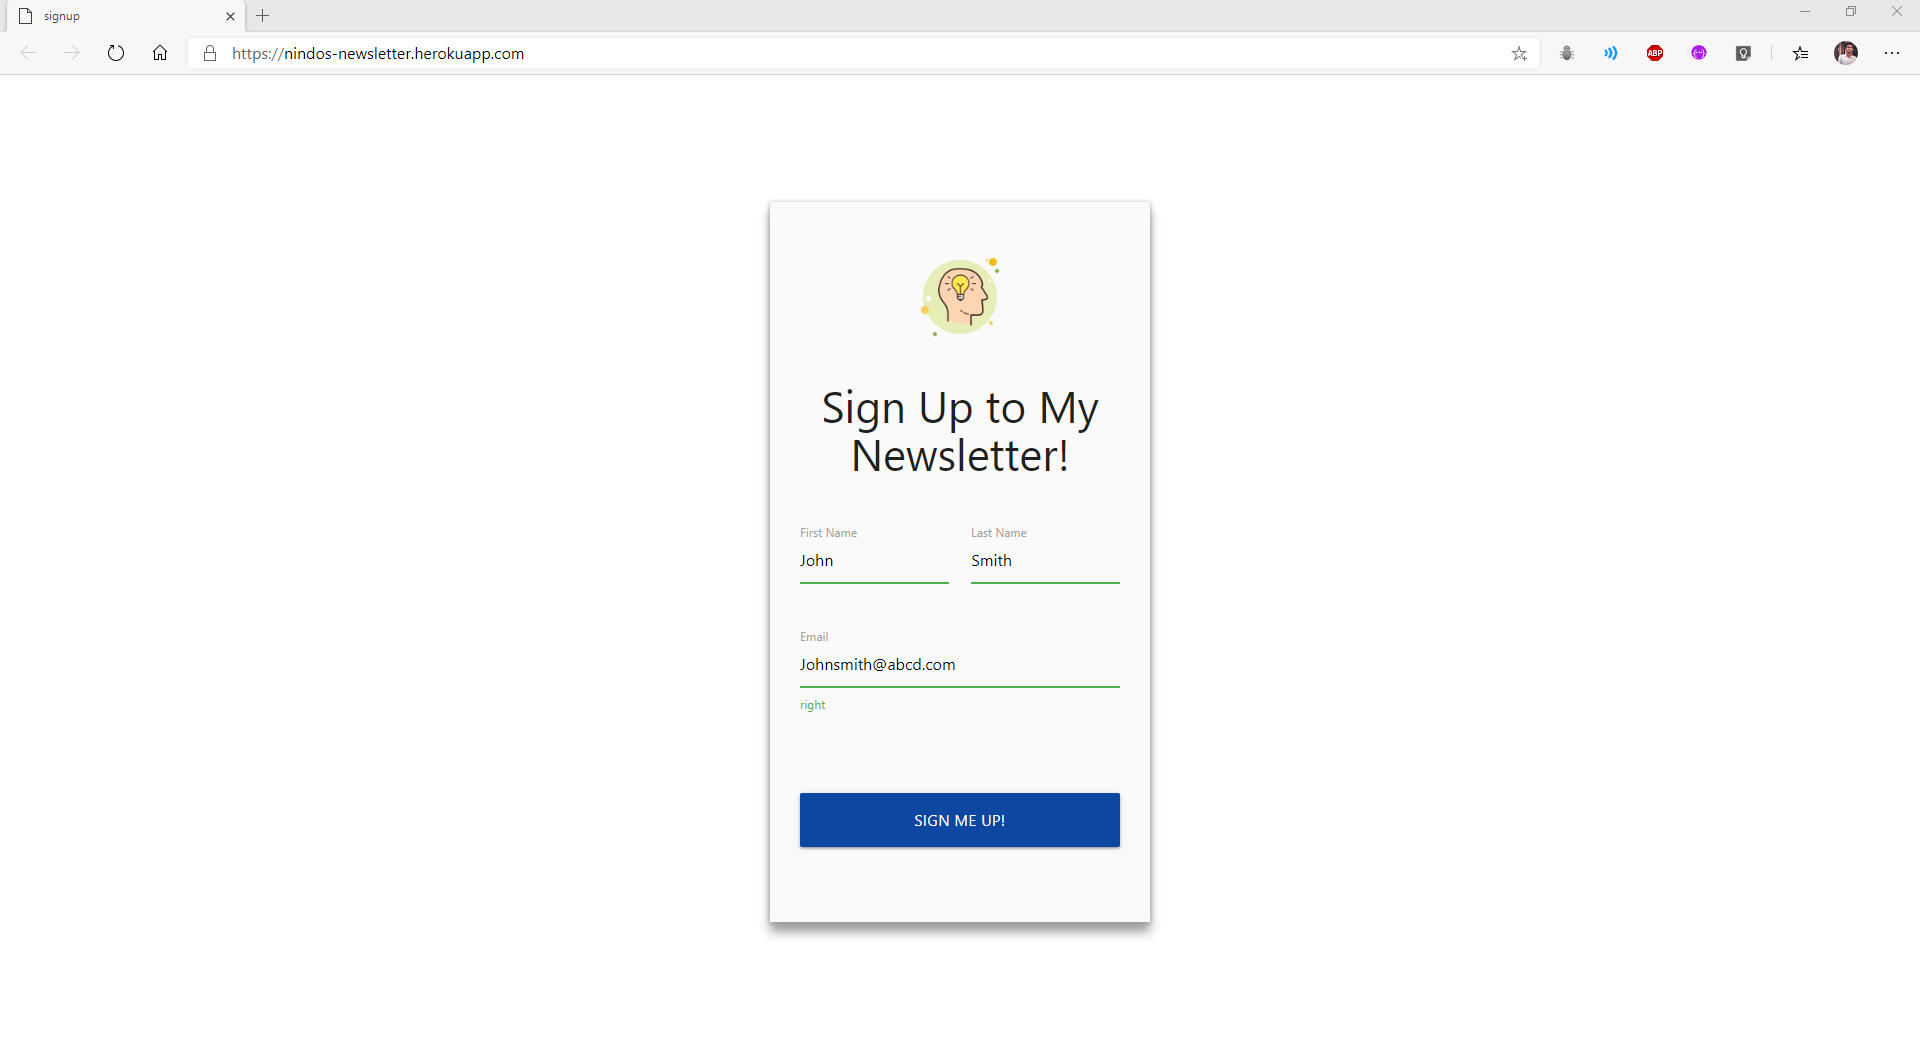 signup
https://nindos-newsletter.herokuapp.com
ABP
Sign Up to My
Newsletter!
First Name
Last Name
John
Smith
Email
Johnsmith@abcd.com
right
SIGN ME UP!